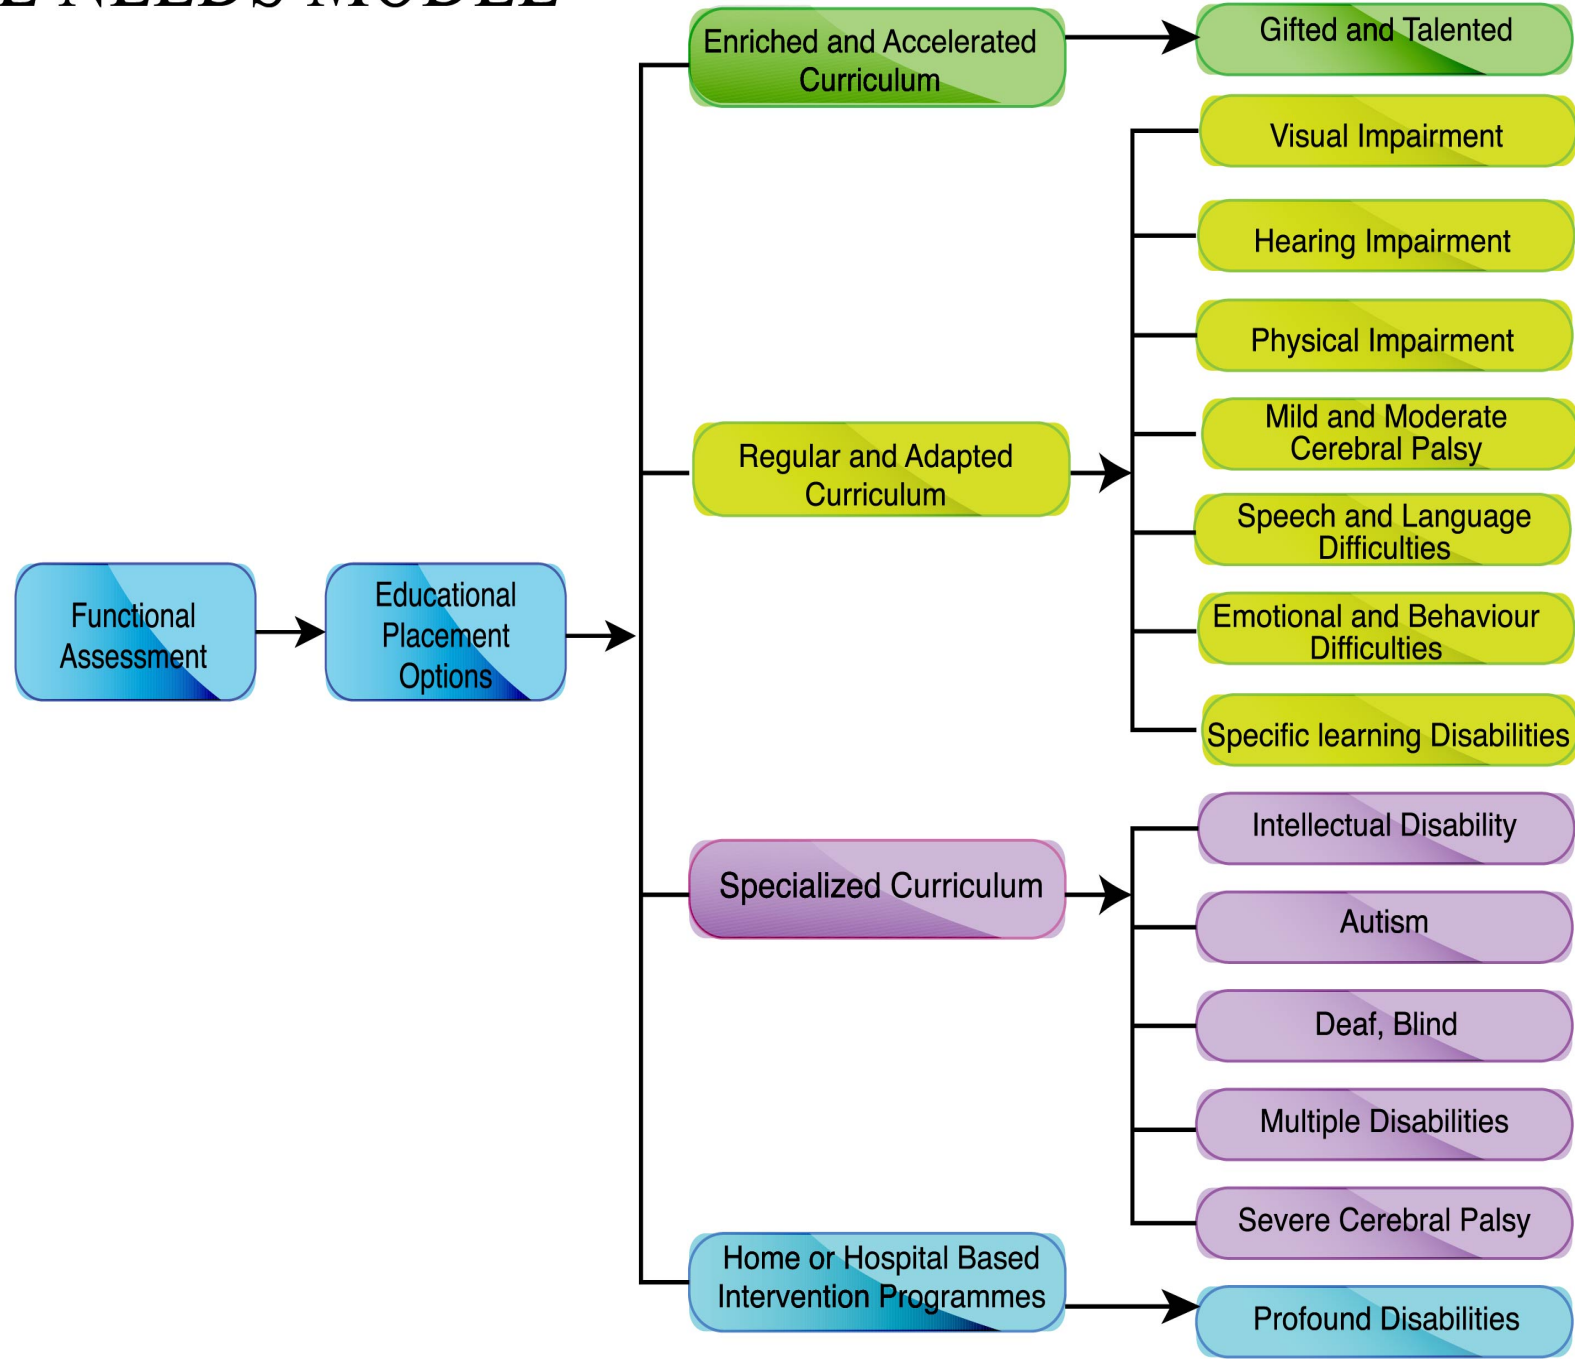 NEEDS MODEL
Enriched and Accelerated
Curriculum
Gifted and Talented
Visual Impairment
Hearing Impairment
Physical Impairment
Mild and Moderate
Cerebral Palsy
Regular and Adapted
Curriculum
Speech and Language
Difficulties
Emotional and Behaviour
Difficulties
Specific learning Disabilities
Functional
Assessment
Educational
Placement
Options
Specialized Curriculum
Intellectual Disability
Autism
Deaf, Blind
Multiple Disabilities
Severe Cerebral Palsy
Home or Hospital Based
Intervention Programmes
Profound Disabilities